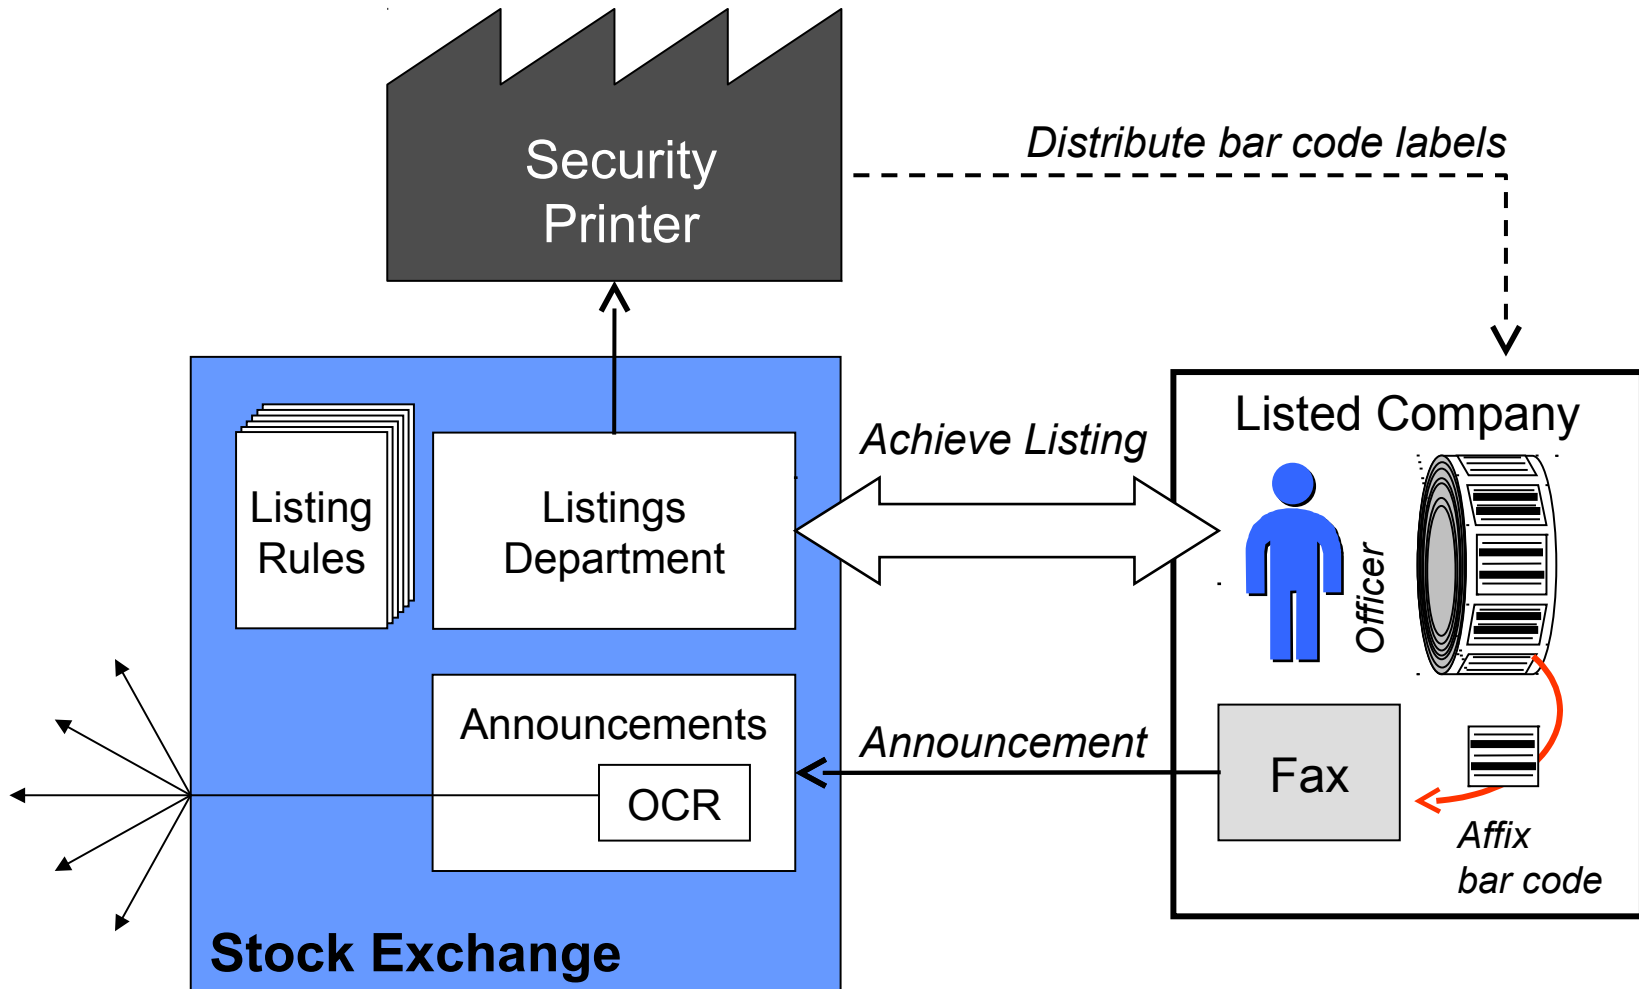 Security
Printer
Distribute bar code labels
Listing
Rules
Listings
Department
Achieve Listing
Listed Company
Officer
Announcements
OCR
Announcement
Fax
Affix
bar code
Stock Exchange